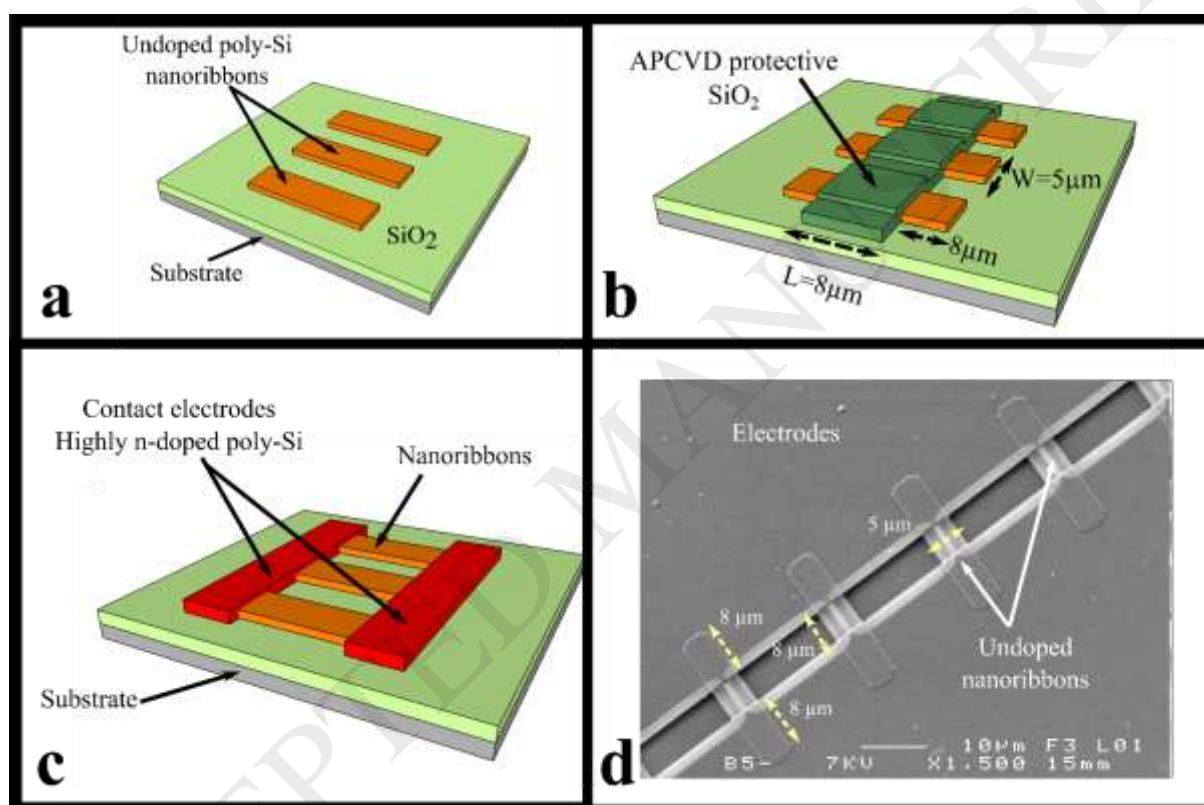 Undoped poly-Si
nanoribbons
SiO2
Substrate
a
APCVD protective
SiO2
W=5µm
8µm
L=8µm
b
Contact electrodes
Highly n-doped poly-Si
Nanoribbons
Substrate
c
Electrodes
5 µm
8 µm
8 µm
8 µm
Undoped
nanoribbons
10µm F3 L01
B5- 7KV X1,500 15mm
d